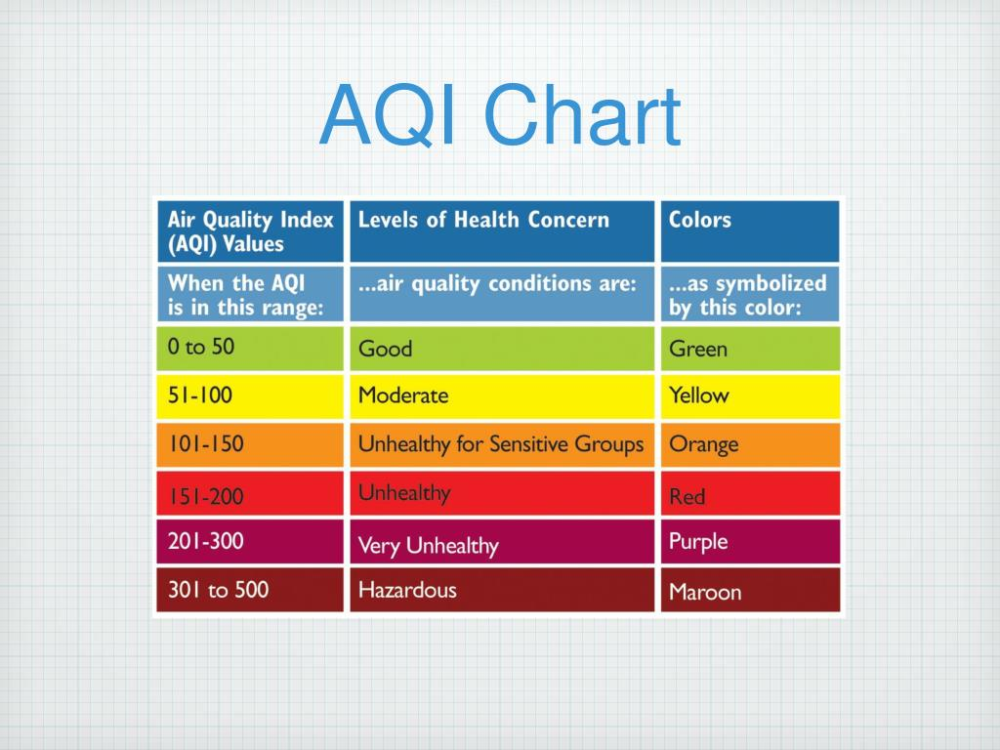 AQI Chart
Air Quality Index
(AQI) Values
Levels of Health Concern
Colors
When the AQI
is in this range:
...air quality conditions are:
...as symbolized
by this color:
0 to 50
Good
Green
51-100
Moderate
Yellow
101-150
Unhealthy for Sensitive Groups
Orange
151-200
Unhealthy
Red
201-300
Very Unhealthy
Purple
301 to 500
Hazardous
Maroon